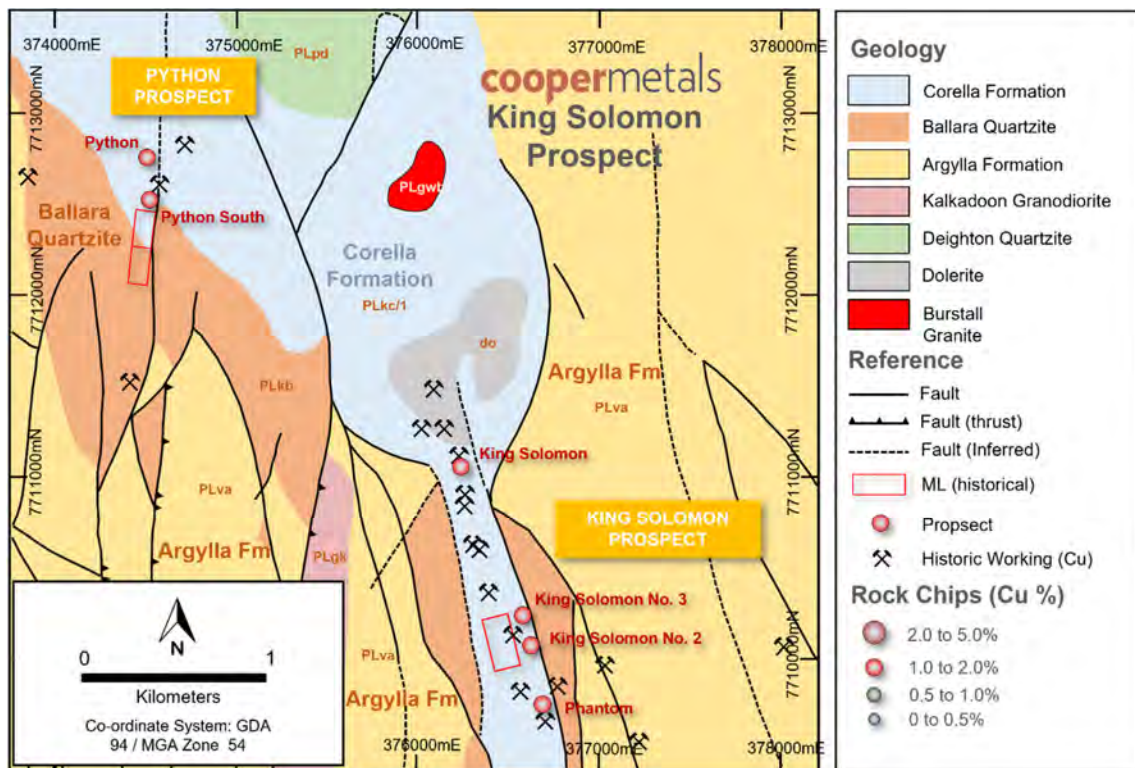 374000mE
375000mE
376000mE
377000mE
378000mE
7713000mN
7712000mN
7711000mN
7710000mN
PLpd
PYTHON
PROSPECT
coopermetals
King Solomon
Prospect
Python
Python South
PLgwb
Ballara
Quartzite
Corella
Formation
PLkc/1
do
Argylla Fm
PLva
PLkb
King Solomon
PLva
Argylla Fm
PLgk
KING SOLOMON
PROSPECT
King Solomon No. 3
King Solomon No. 2
PLva
Argylla Fm
Phantom
7713000mN
7712000mN
7711000mN
7710000mN
376000mE
377000mE
378000mE
N
0
1
Kilometers
Co-ordinate System: GDA
94 / MGA Zone 54
Geology
Corella Formation
Ballara Quartzite
Argylla Formation
Kalkadoon Granodiorite
Deighton Quartzite
Dolerite
Burstall
Granite
Reference
Fault
Fault (thrust)
Fault (Inferred)
ML (historical)
Propsect
Historic Working (Cu)
Rock Chips (Cu %)
2.0 to 5.0%
1.0 to 2.0%
0.5 to 1.0%
0 to 0.5%